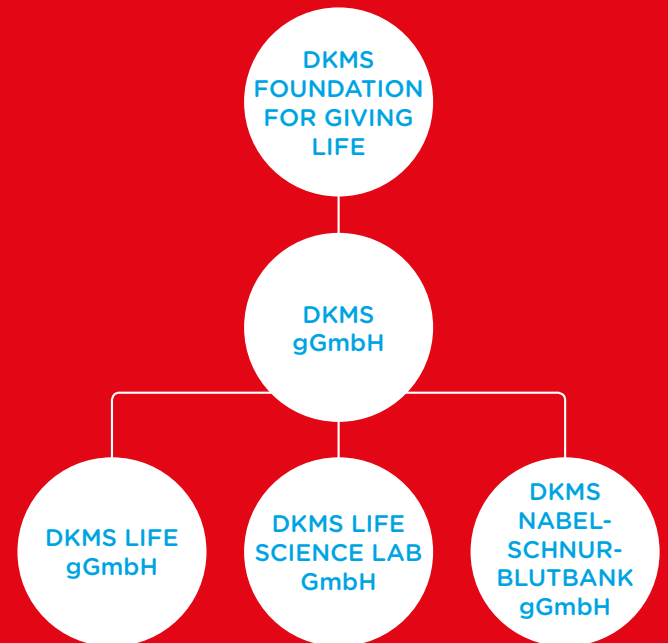 DKMS
FOUNDATION
FOR GIVING
LIFE
DKMS
gGmbH
DKMS LIFE
gGmbH
DKMS LIFE
SCIENCE LAB
GmbH
DKMS
NABEL-
SCHNUR-
BLUTBANK
gGmbH